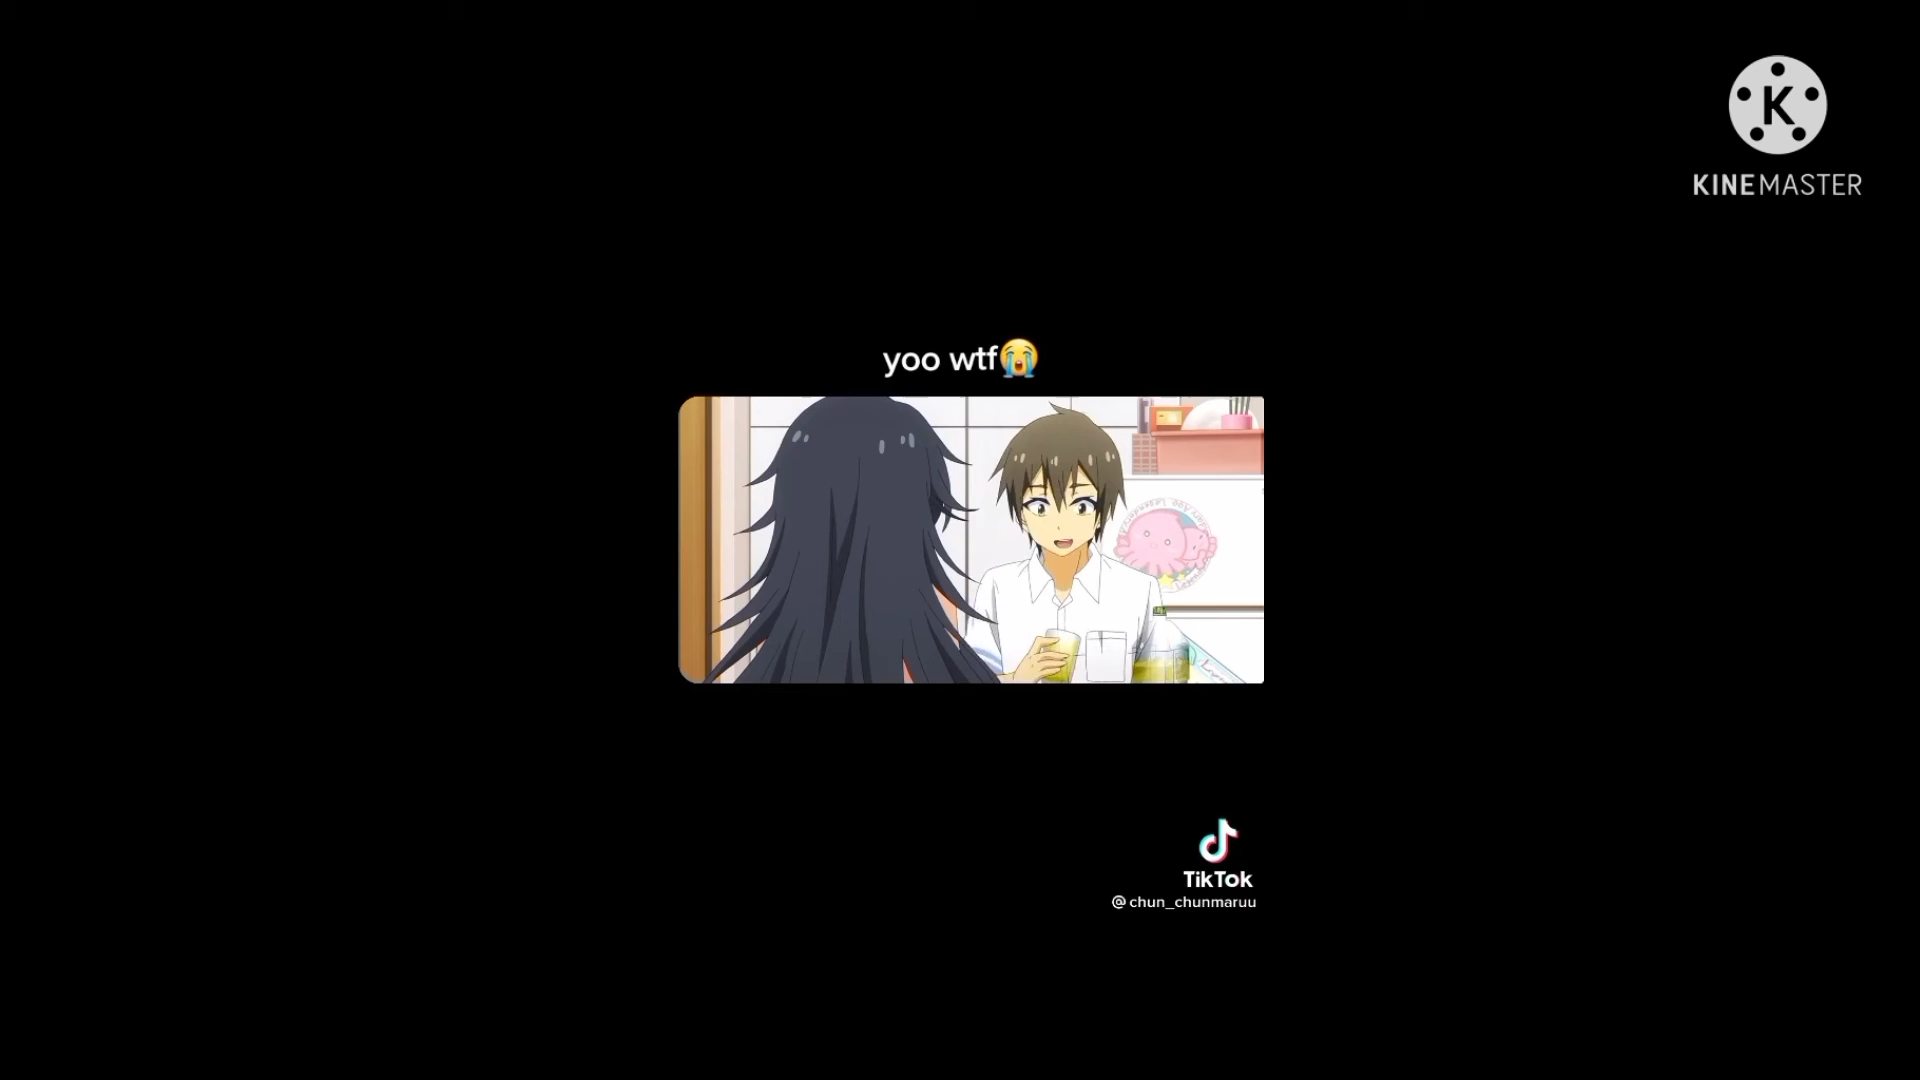 K
KINEMASTER
yoo wtf😭
TikTok
@chun_chunmaruu